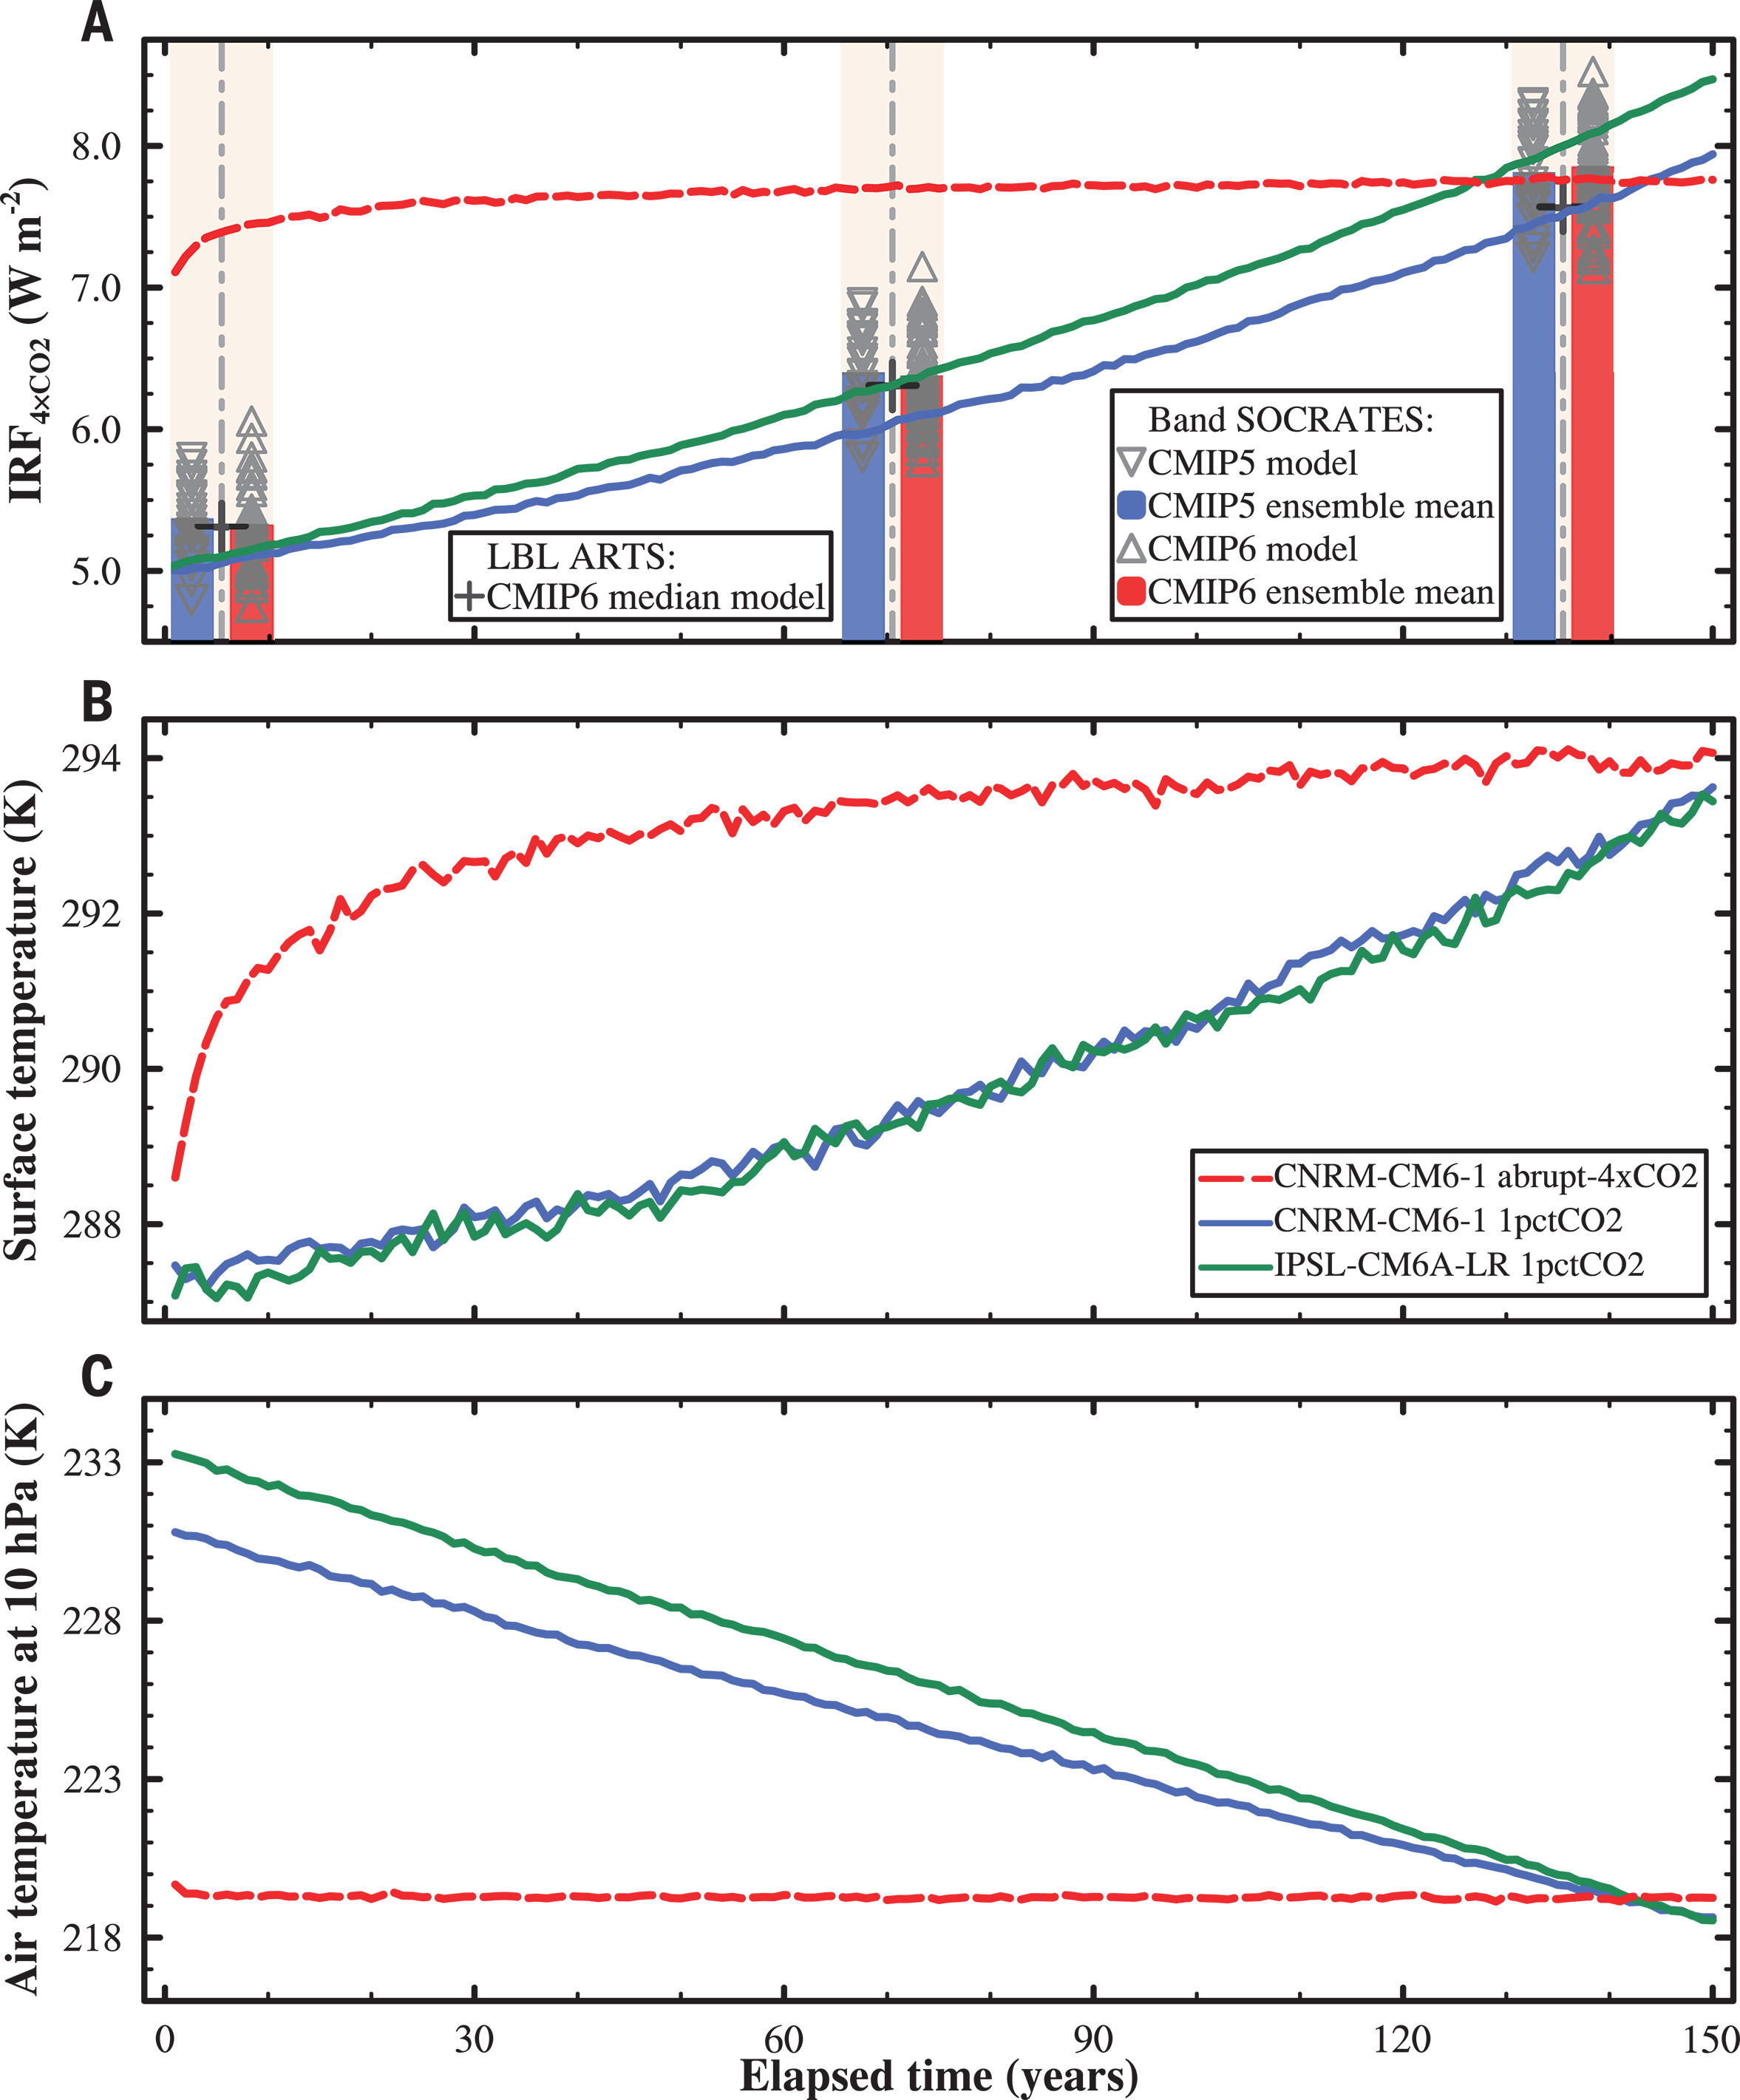 A
IRF4×CO2 (W m-2)
8.0
7.0
6.0
5.0
Band SOCRATES:
CMIP5 model
CMIP5 ensemble mean
CMIP6 model
CMIP6 ensemble mean
LBL ARTS:
CMIP6 median model
B
Surface temperature (K)
294
292
290
288
CNRM-CM6-1 abrupt-4xCO2
CNRM-CM6-1 1pctCO2
IPSL-CM6A-LR 1pctCO2
C
Air temperature at 10 hPa (K)
233
228
223
218
0 30 60 90 120 150
Elapsed time (years)